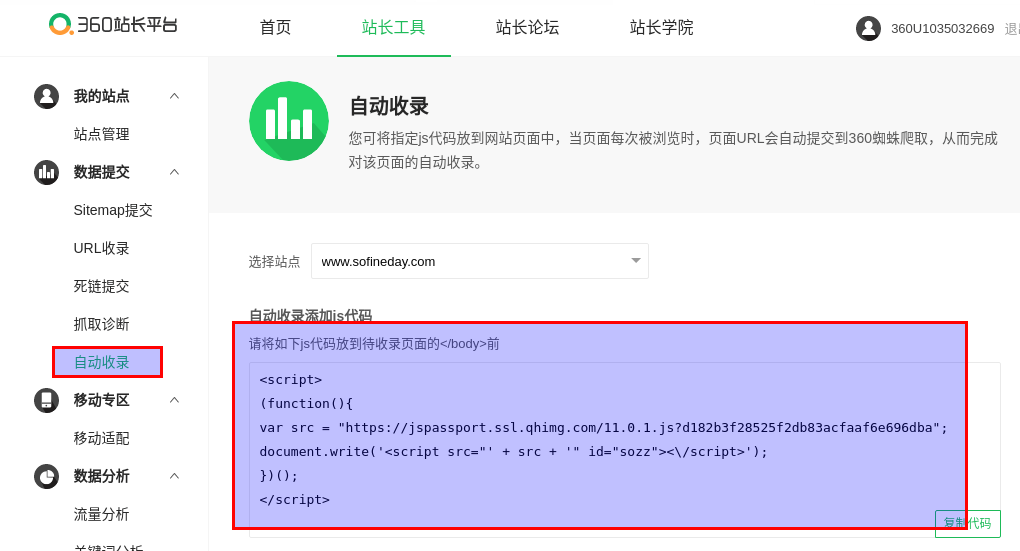 360站长平台
首页
站长工具
站长论坛
站长学院
360U1035032669
我的站点
站点管理
数据提交
Sitemap提交
URL收录
死链提交
抓取诊断
自动收录
移动专区
移动适配
数据分析
流量分析
关键词分析
自动收录
您可将指定js代码放到网站页面中，当页面每次被浏览时，页面URL会自动提交到360蜘蛛爬取，从而完成
对该页面的自动收录。
选择站点
www.sofineday.com
自动收录添加js代码
请将如下js代码放到待收录页面的</body>前
<script>
(function(){
var src = "https://jspassport.ssl.qhimg.com/11.0.1.js?d182b3f28525f2db83acfaaf6e696dba";
document.write('<script src="' + src + '" id="sozz"><\/script>');
})();
</script>
复制代码